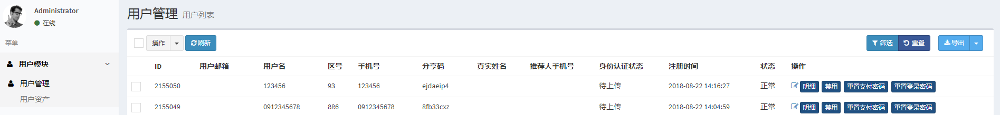 Administrator
在线
菜单
用户模块
用户管理
用户资产
用户管理 用户列表
操作 刷新 筛选 重置 导出
ID 用户邮箱 用户名 区号 手机号 分享码 真实姓名 推荐人手机号 身份认证状态 注册时间 状态 操作
2155050 123456 93 123456 ejdaeip4 待上传 2018-08-22 14:16:27 正常 明细 禁用 重置支付密码 重置登录密码
2155049 0912345678 886 0912345678 8fb33cxz 待上传 2018-08-22 14:04:59 正常 明细 禁用 重置支付密码 重置登录密码